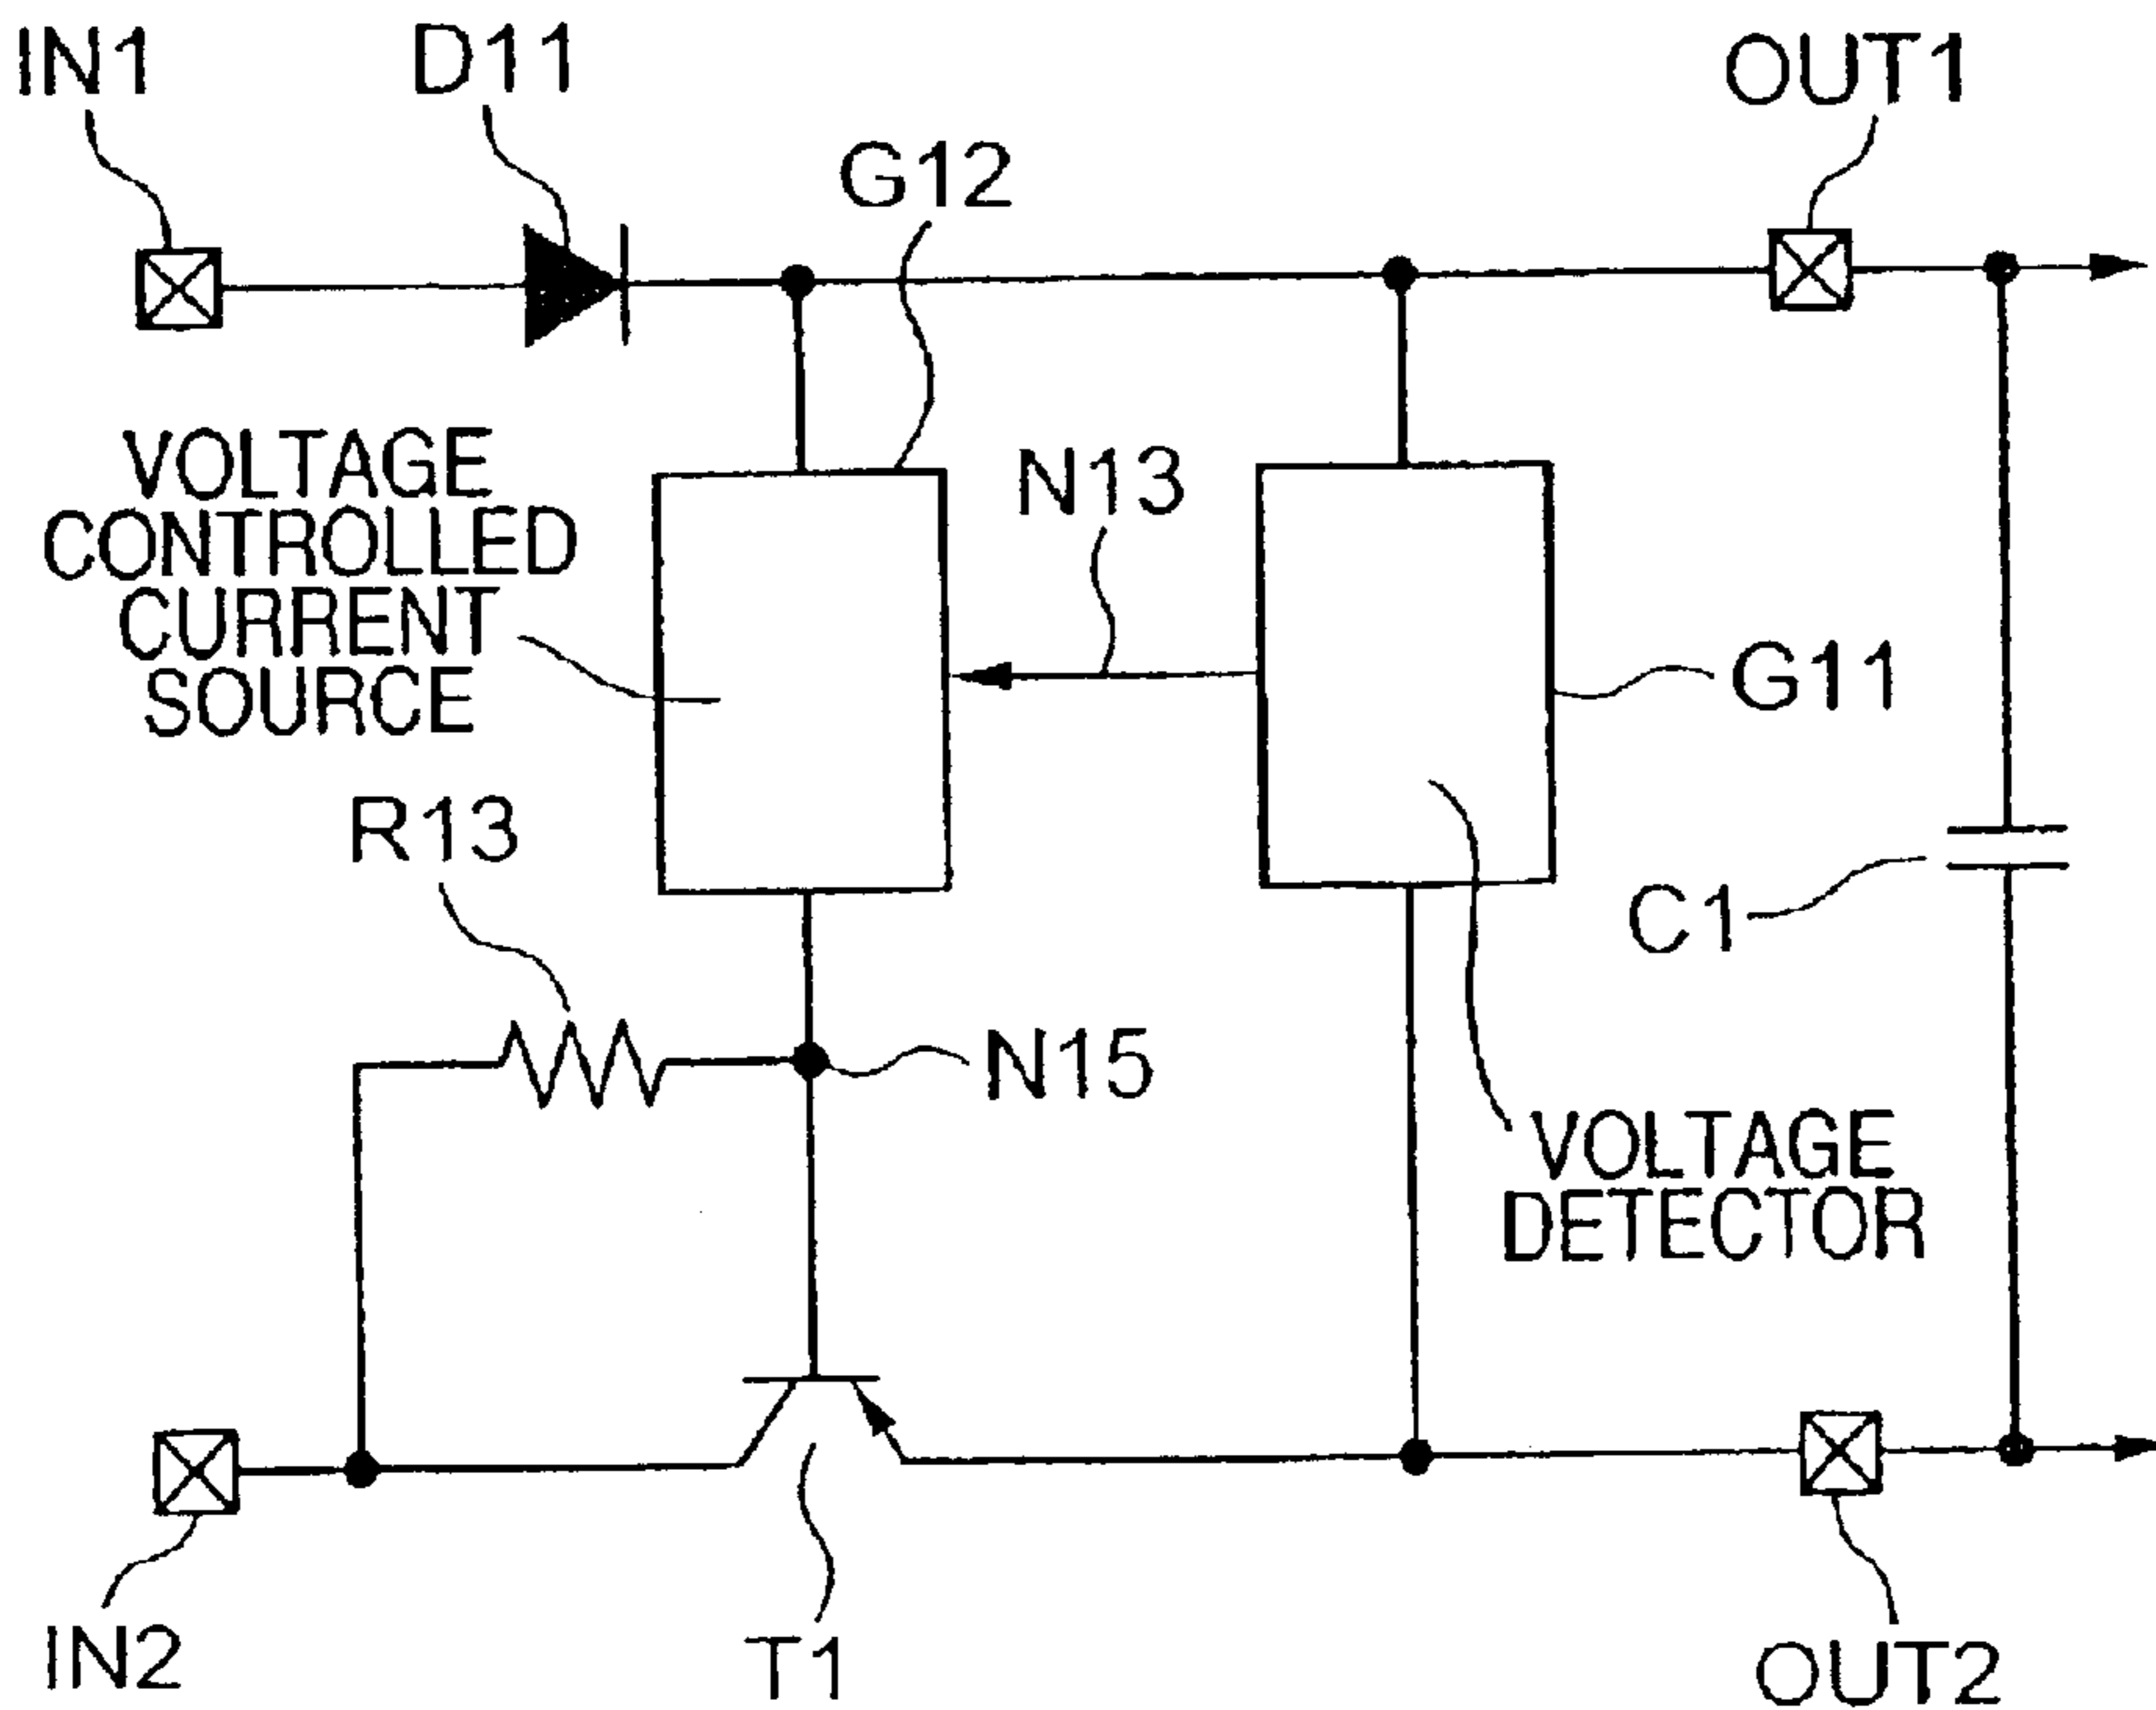 IN1
D11
OUT1
G12
VOLTAGE
CONTROLLED
CURRENT
SOURCE
N13
G11
R13
C1
N15
VOLTAGE
DETECTOR
IN2
T1
OUT2